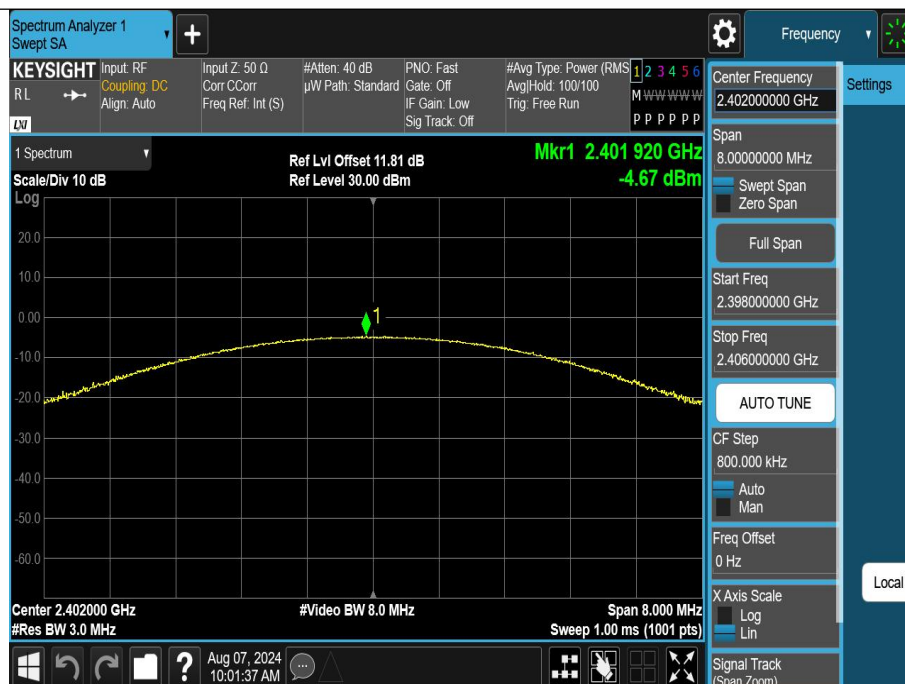 Spectrum Analyzer 1
Swept SA
Frequency
KEYSIGHT
RL
LXI
Input: RF
Coupling: DC
Align: Auto
Input Z: 50 Ω
Corr CCorr
Freq Ref: Int (S)
#Atten: 40 dB
µW Path: Standard
PNO: Fast
Gate: Off
IF Gain: Low
Sig Track: Off
#Avg Type: Power (RMS
Avg|Hold: 100/100
Trig: Free Run
1 2 3 4 5 6
M W W W W W
P P P P P P
1 Spectrum
Scale/Div 10 dB
Log
Ref Lvl Offset 11.81 dB
Ref Level 30.00 dBm
Mkr1 2.401 920 GHz
-4.67 dBm
20.0
10.0
0.00
-10.0
-20.0
-30.0
-40.0
-50.0
-60.0
1
Center 2.402000 GHz
#Res BW 3.0 MHz
#Video BW 8.0 MHz
Span 8.000 MHz
Sweep 1.00 ms (1001 pts)
?
Aug 07, 2024
10:01:37 AM
Center Frequency
2.402000000 GHz
Span
8.00000000 MHz
Swept Span
Zero Span
Full Span
Start Freq
2.398000000 GHz
Stop Freq
2.406000000 GHz
AUTO TUNE
CF Step
800.000 kHz
Auto
Man
Freq Offset
0 Hz
X Axis Scale
Log
Lin
Signal Track
(Span Zoom)
Settings
Local